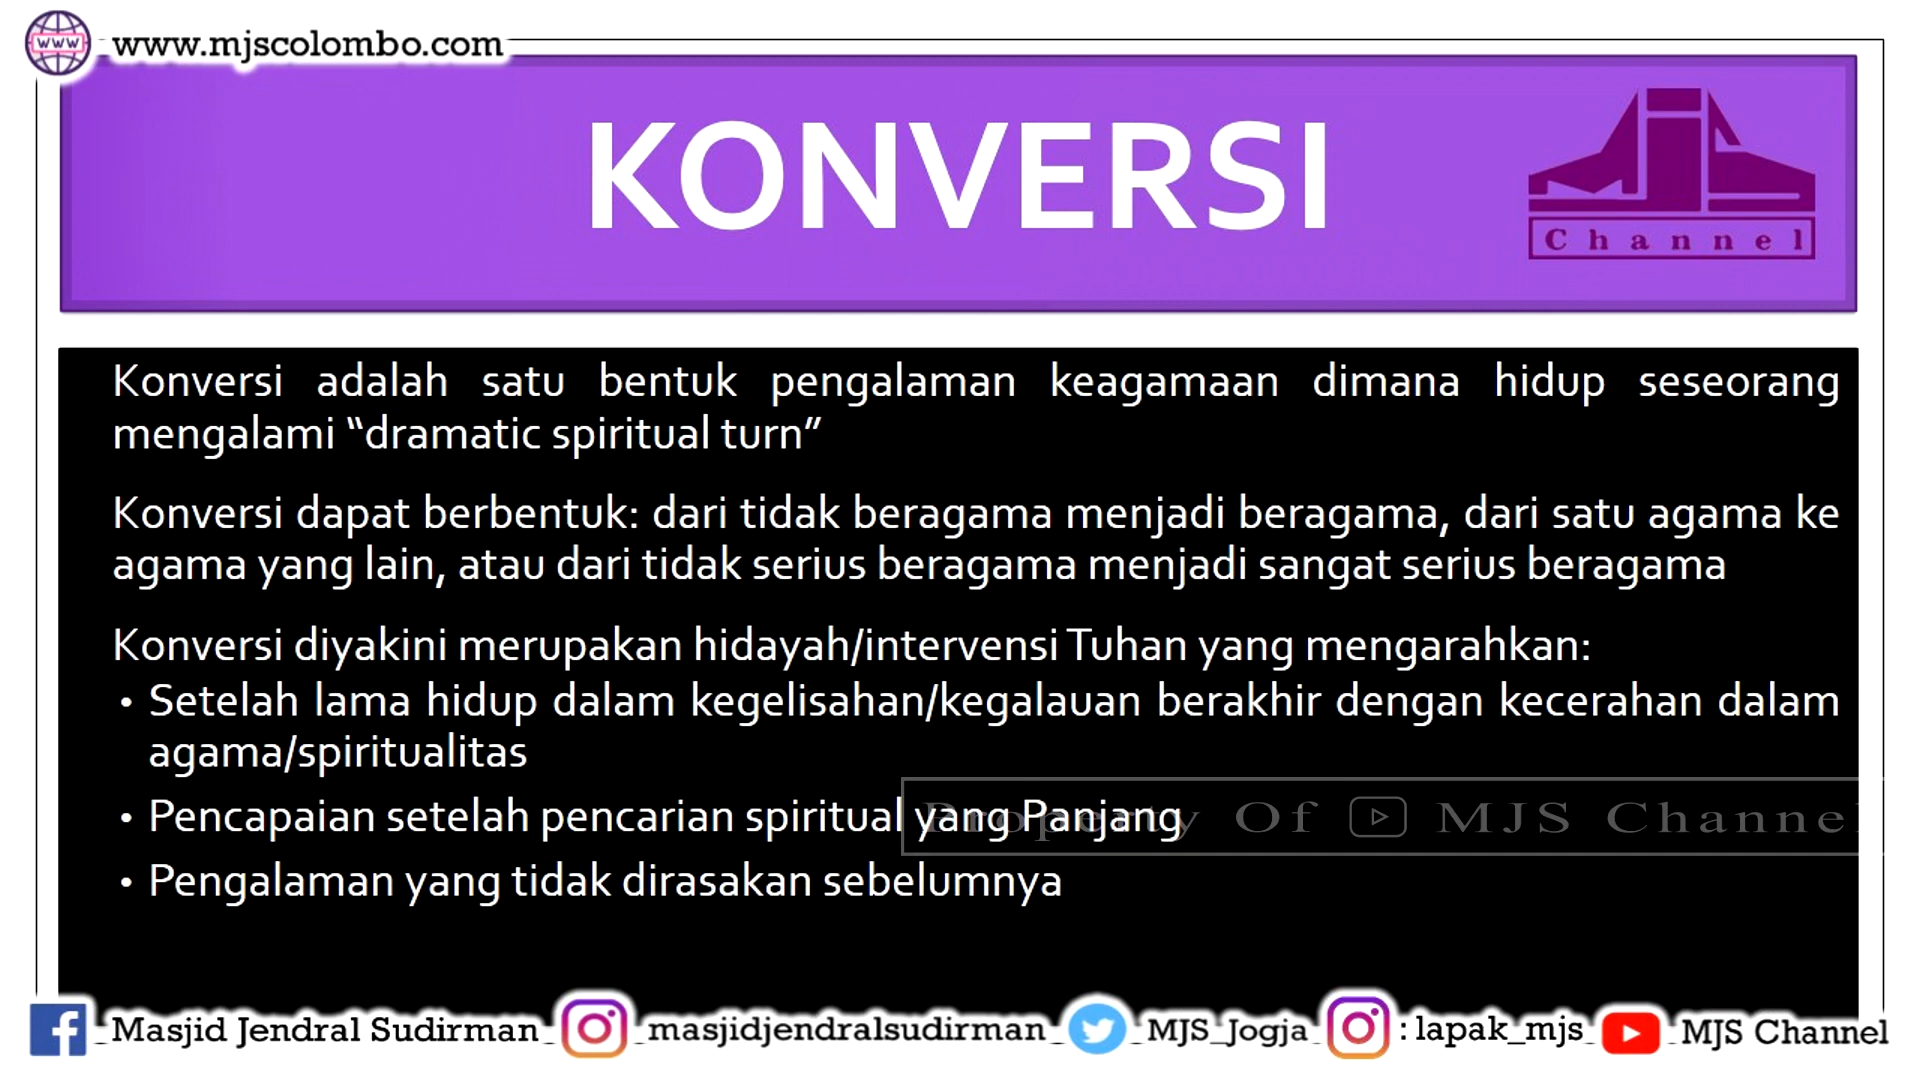 www.mjscolombo.com
KONVERSI
MJS
Channel
Konversi adalah satu bentuk pengalaman keagamaan dimana hidup seseorang
mengalami “dramatic spiritual turn”
Konversi dapat berbentuk: dari tidak beragama menjadi beragama, dari satu agama ke
agama yang lain, atau dari tidak serius beragama menjadi sangat serius beragama
Konversi diyakini merupakan hidayah/intervensi Tuhan yang mengarahkan:
• Setelah lama hidup dalam kegelisahan/kegalauan berakhir dengan kecerahan dalam
agama/spiritualitas
• Pencapaian setelah pencarian spiritual yang Panjang
Property Of MJS Channel
• Pengalaman yang tidak dirasakan sebelumnya
Masjid Jendral Sudirman masjidjendralsudirman MJS_Jogja : lapak_mjs MJS Channel